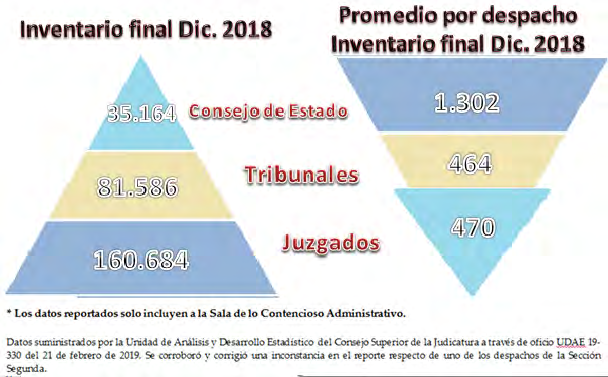 Inventario final Dic. 2018
Promedio por despacho
Inventario final Dic. 2018
35.164
Consejo de Estado
1.302
81.586
Tribunales
464
160.684
Juzgados
470
* Los datos reportados solo incluyen a la Sala de lo Contencioso Administrativo.
Datos suministrados por la Unidad de Análisis y Desarrollo Estadístico del Consejo Superior de la Judicatura a través de oficio UDAE 19-
330 del 21 de febrero de 2019. Se corroboró y corrigió una inconstancia en el reporte respecto de uno de los despachos de la Sección
Segunda.